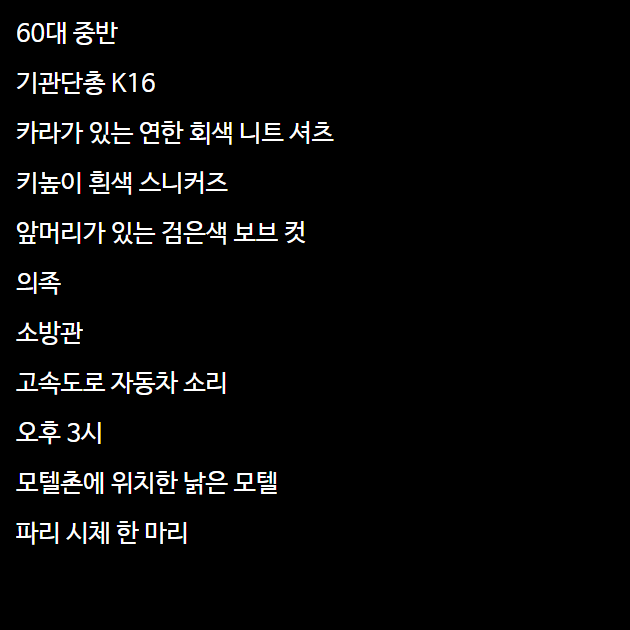 60대 중반
기관단총 K16
카라가 있는 연한 회색 니트 셔츠
키높이 흰색 스니커즈
앞머리가 있는 검은색 보브 컷
의족
소방관
고속도로 자동차 소리
오후 3시
모텔촌에 위치한 낡은 모텔
파리 시체 한 마리